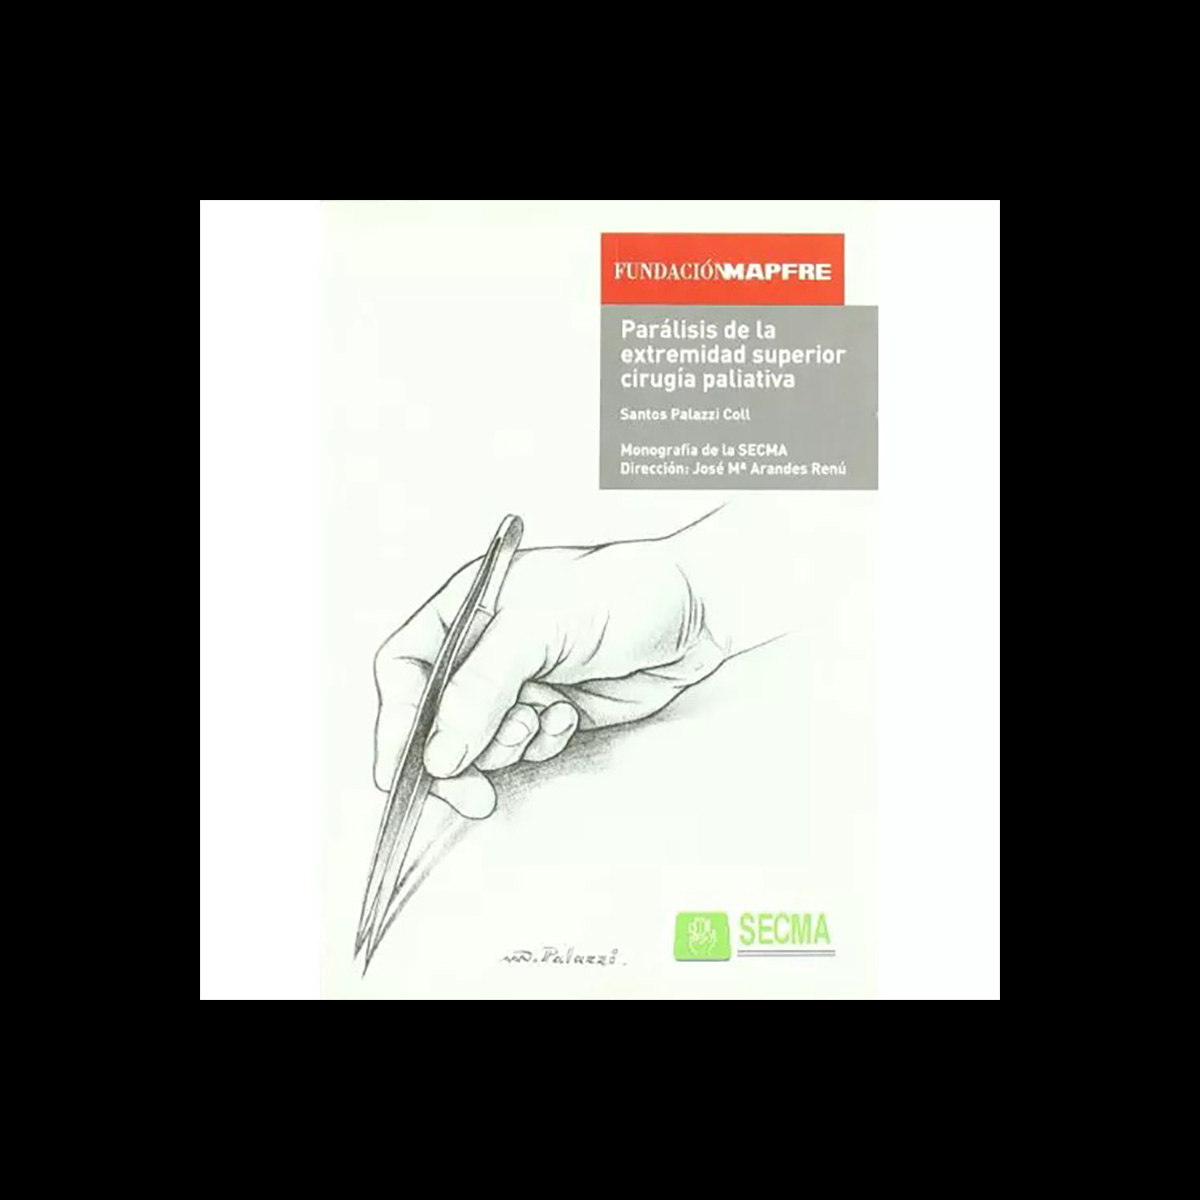 FUNDACIÓNMAPFRE
Parálisis de la
extremidad superior
cirugía paliativa
Santos Palazzi Coll
Monografía de la SECMA
Dirección: José Mª Arandes Renú
SECMA
Palazzi.